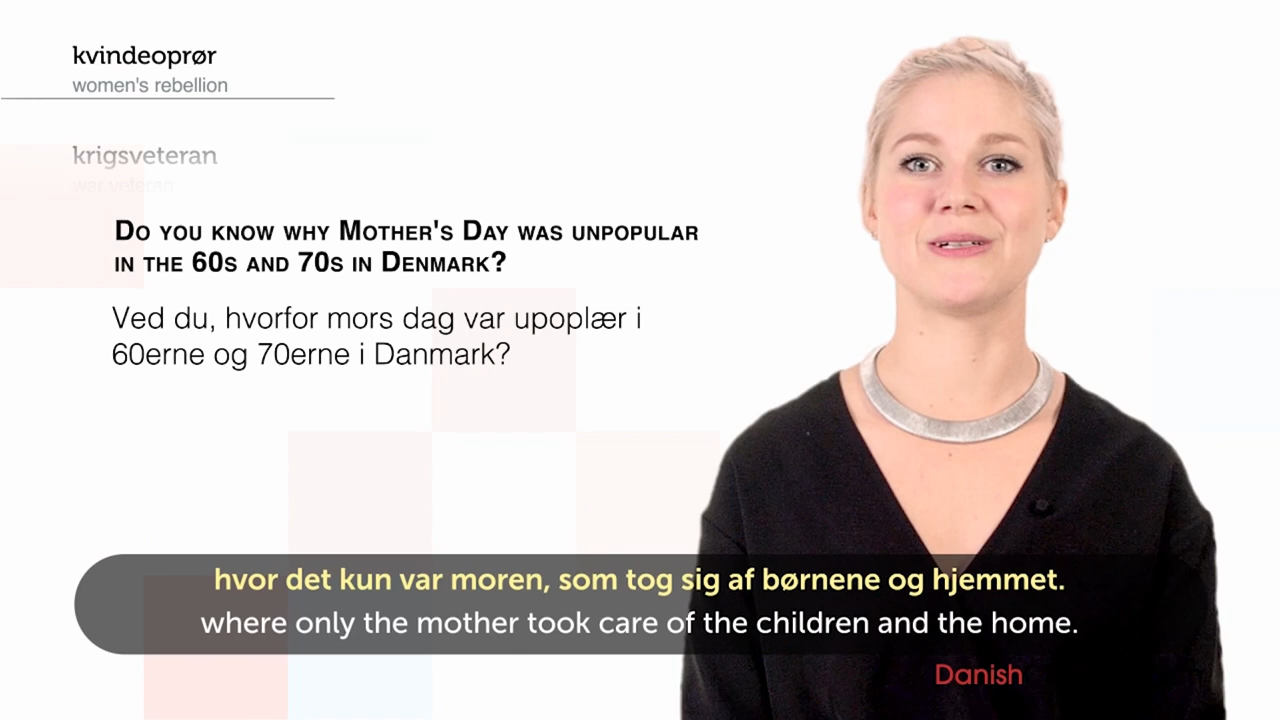 kvindeoprør
women's rebellion
krigsveteran
war veteran
Do you know why Mother's Day was unpopular
in the 60s and 70s in Denmark?
Ved du, hvorfor mors dag var upoplær i
60erne og 70erne i Danmark?
hvor det kun var moren, som tog sig af børnene og hjemmet.
where only the mother took care of the children and the home.
Danish